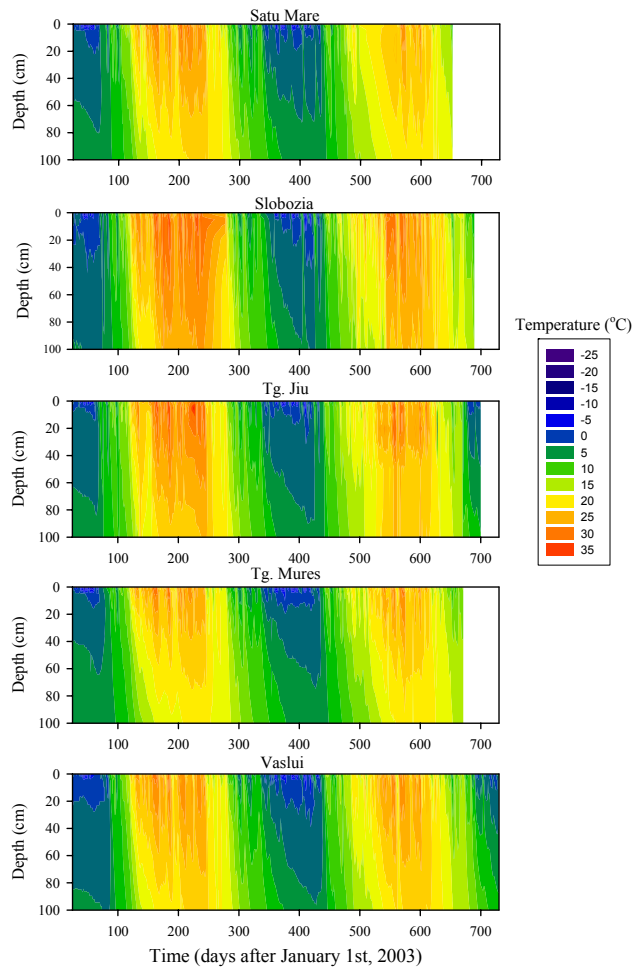 Satu Mare
0
20
40
60
80
100
Depth (cm)
100 200 300 400 500 600 700
Slobozia
0
20
40
60
80
100
Depth (cm)
100 200 300 400 500 600 700
Tg. Jiu
0
20
40
60
80
100
Depth (cm)
100 200 300 400 500 600 700
Tg. Mures
0
20
40
60
80
100
Depth (cm)
100 200 300 400 500 600 700
Vaslui
0
20
40
60
80
100
Depth (cm)
100 200 300 400 500 600 700
Time (days after January 1st, 2003)
Temperature (°C)
-25
-20
-15
-10
-5
0
5
10
15
20
25
30
35